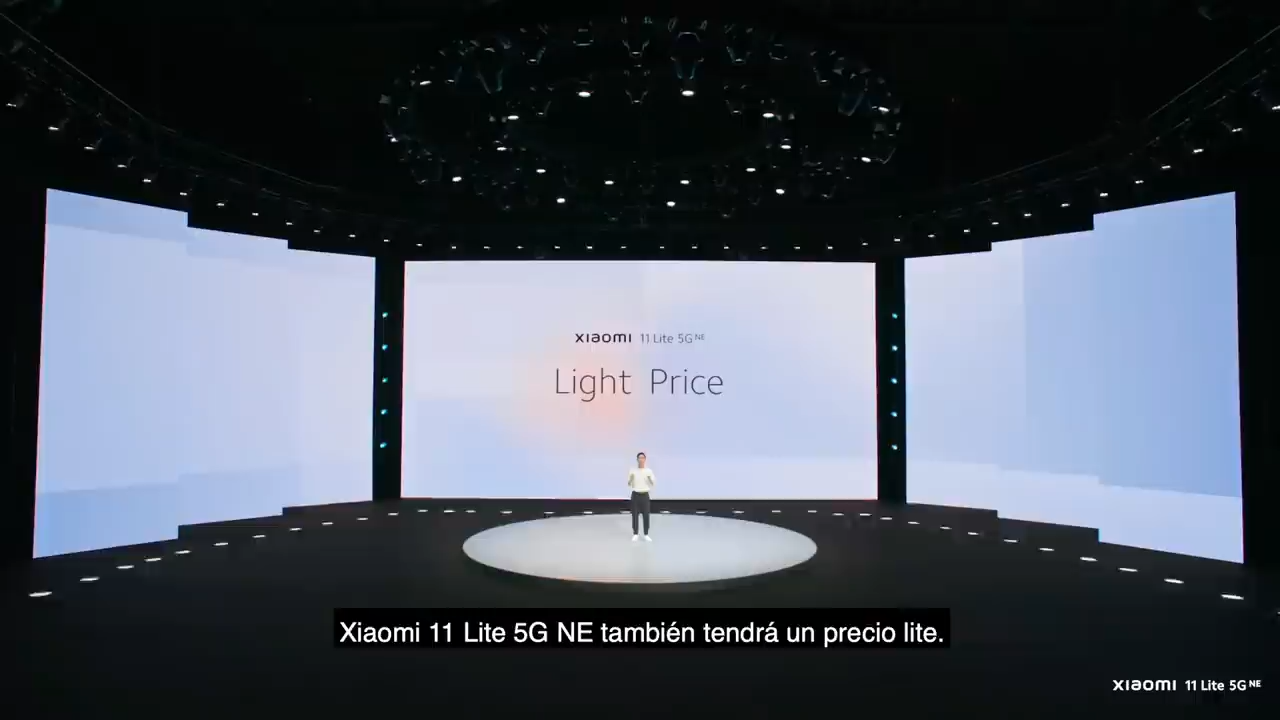 xiaomi 11 Lite 5G NE
Light Price
Xiaomi 11 Lite 5G NE también tendrá un precio lite.
xiaomi 11 Lite 5G NE